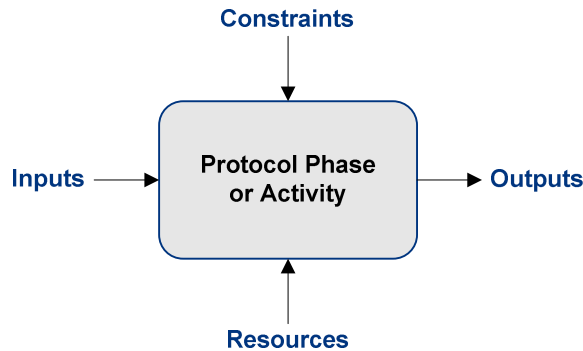 Constraints
Inputs
Protocol Phase
or Activity
Outputs
Resources